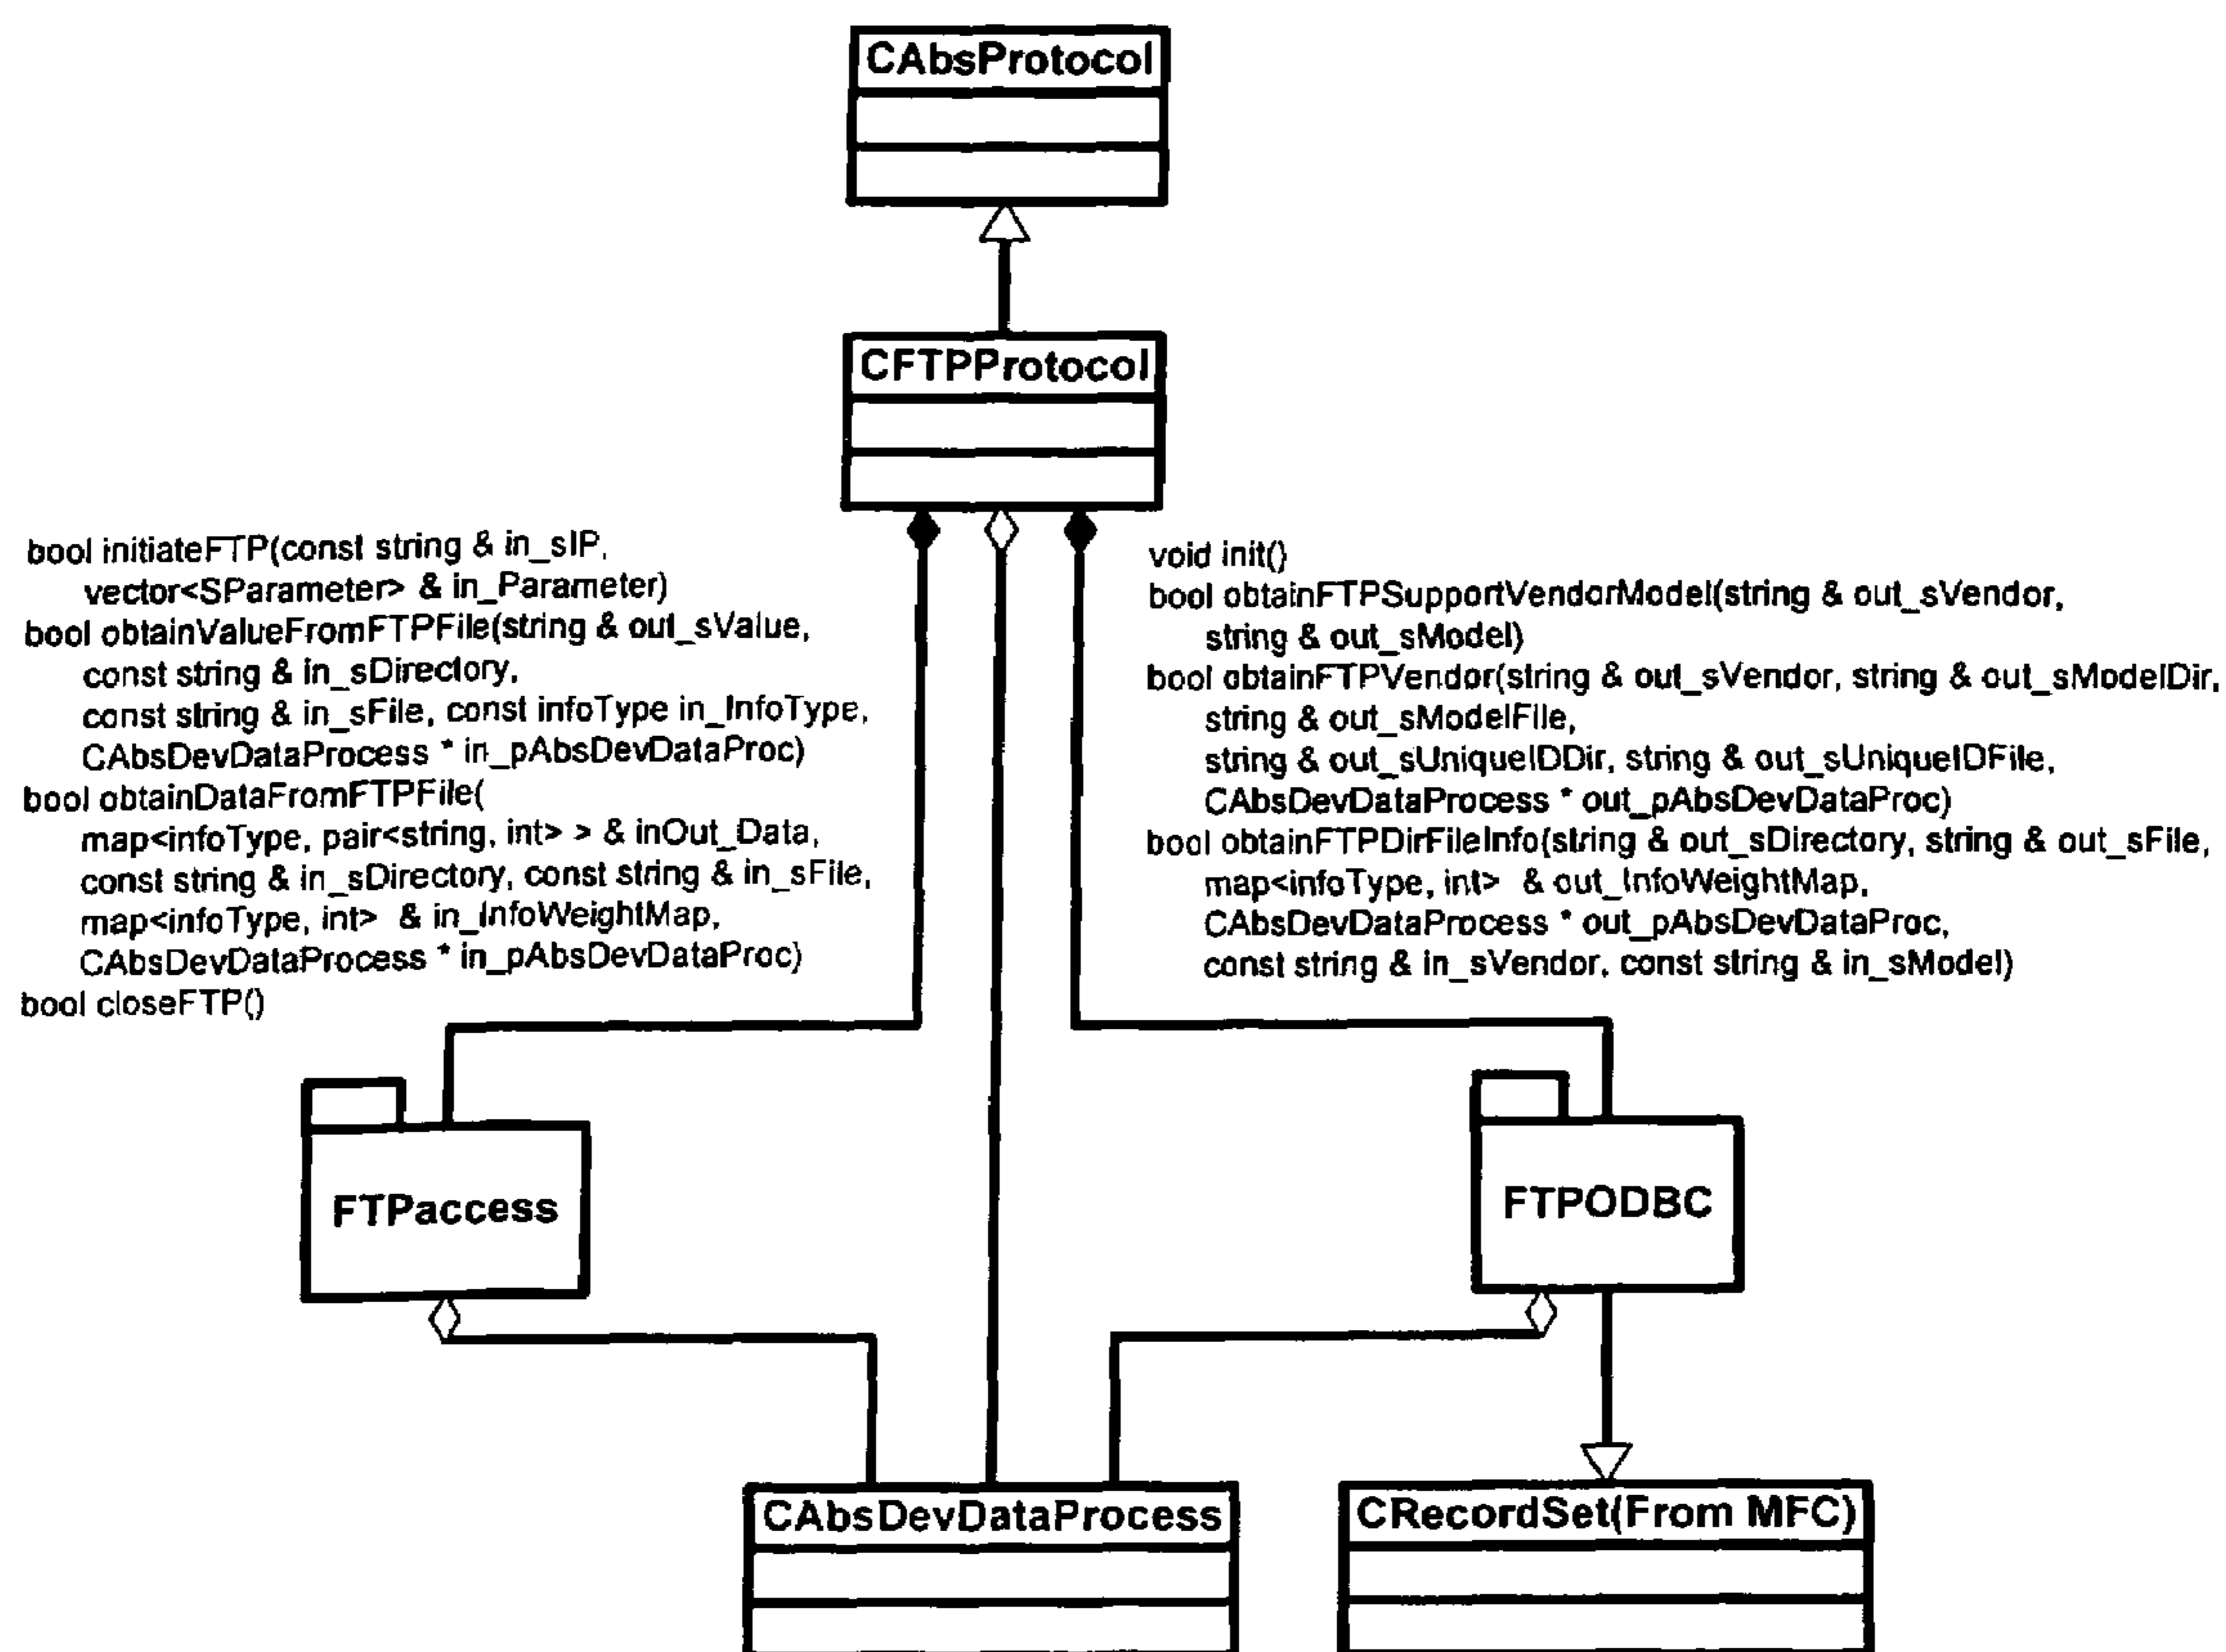 CAbsProtocol
CFTPProtocol
bool initiateFTP(const string & in_sIP,
vector<SParameter> & in_Parameter)
bool obtainValueFromFTPFile(string & out_sValue,
const string & in_sDirectory,
const string & in_sFile, const infoType in_InfoType,
CAbsDevDataProcess * in_pAbsDevDataProc)
bool obtainDataFromFTPFile(
map<infoType, pair<string, int> > & inOut_Data,
const string & in_sDirectory, const string & in_sFile,
map<infoType, int> & in_InfoWeightMap,
CAbsDevDataProcess * in_pAbsDevDataProc)
bool closeFTP()
void init()
bool obtainFTPSupportVendorModel(string & out_sVendor,
string & out_sModel)
bool obtainFTPVendor(string & out_sVendor, string & out_sModelDir,
string & out_sModelFile,
string & out_sUniqueIDDir, string & out_sUniqueIDFile,
CAbsDevDataProcess * out_pAbsDevDataProc)
bool obtainFTPDirFileInfo(string & out_sDirectory, string & out_sFile,
map<infoType, int> & out_InfoWeightMap,
CAbsDevDataProcess * out_pAbsDevDataProc,
const string & in_sVendor, const string & in_sModel)
FTPaccess
FTPODBC
CAbsDevDataProcess
CRecordSet(From MFC)